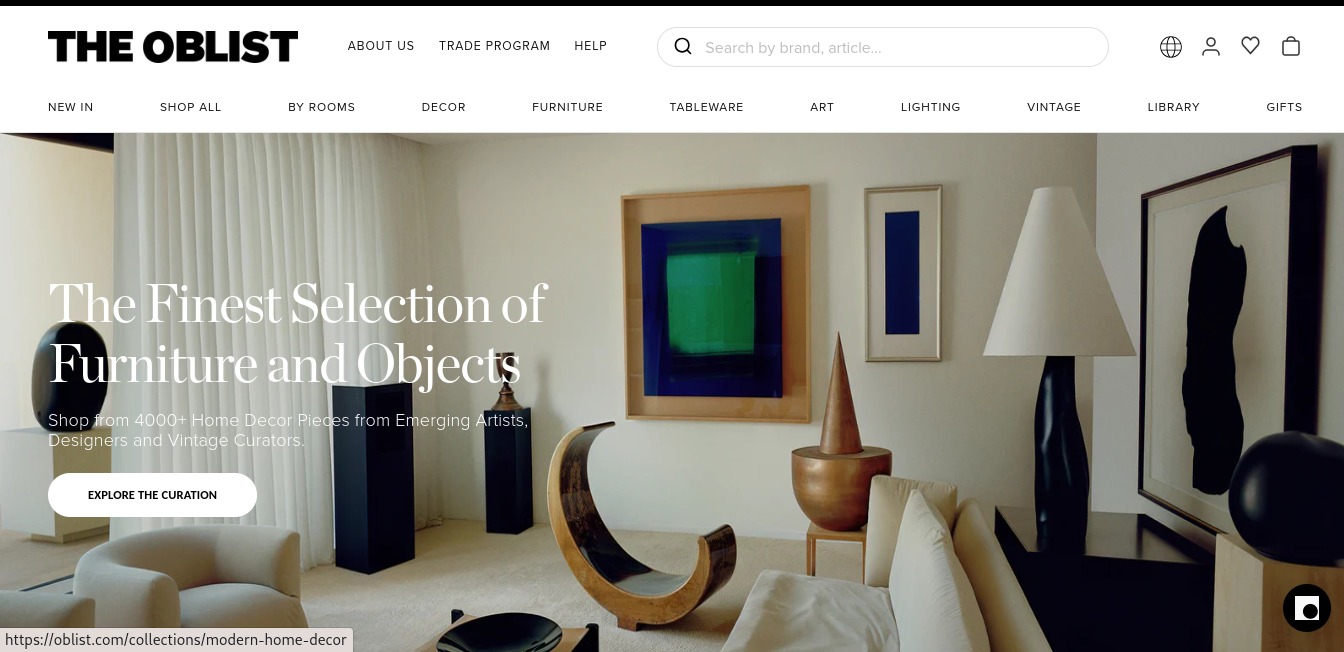 THE OBLIST
ABOUT US
TRADE PROGRAM
HELP
Search by brand, article...
NEW IN
SHOP ALL
BY ROOMS
DECOR
FURNITURE
TABLEWARE
ART
LIGHTING
VINTAGE
LIBRARY
GIFTS
The Finest Selection of
Furniture and Objects
Shop from 4000+ Home Decor Pieces from Emerging Artists,
Designers and Vintage Curators.
EXPLORE THE CURATION
https://oblist.com/collections/modern-home-decor